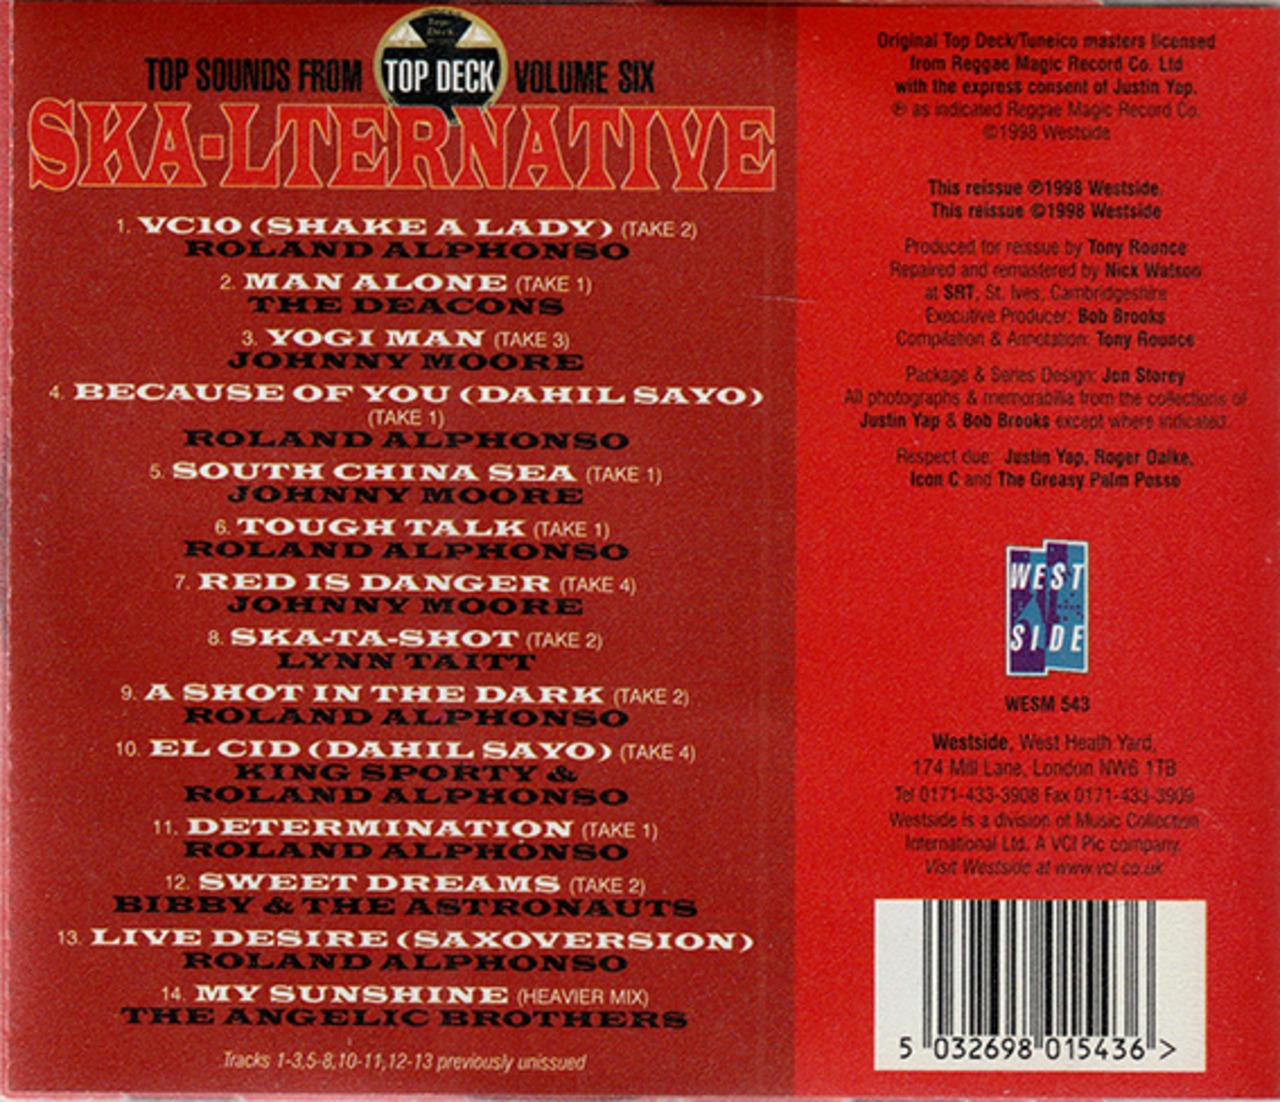 TOP SOUNDS FROM TOP DECK VOLUME SIX
SKA-LTERNATIVE
1. VC10 (SHAKE A LADY) (TAKE 2)
ROLAND ALPHONSO
2. MAN ALONE (TAKE 1)
THE DEACONS
3. YOGI MAN (TAKE 3)
JOHNNY MOORE
4. BECAUSE OF YOU (DAHIL SAYO)
(TAKE 1)
ROLAND ALPHONSO
5. SOUTH CHINA SEA (TAKE 1)
JOHNNY MOORE
6. TOUGH TALK (TAKE 1)
ROLAND ALPHONSO
7. RED IS DANGER (TAKE 4)
JOHNNY MOORE
8. SKA-TA-SHOT (TAKE 2)
LYNN TAITT
9. A SHOT IN THE DARK (TAKE 2)
ROLAND ALPHONSO
10. EL CID (DAHIL SAYO) (TAKE 4)
KING SPORTY &
ROLAND ALPHONSO
11. DETERMINATION (TAKE 1)
ROLAND ALPHONSO
12. SWEET DREAMS (TAKE 2)
BIBBY & THE ASTRONAUTS
13. LIVE DESIRE (SAXOVERSION)
ROLAND ALPHONSO
14. MY SUNSHINE (HEAVIER MIX)
THE ANGELIC BROTHERS
Tracks 1-3,5-8,10-11,12-13 previously unissued
Original Top Deck/Tuneico masters licensed
from Reggae Magic Record Co. Ltd
with the express consent of Justin Yap.
℗ as indicated Reggae Magic Record Co.
©1998 Westside
This reissue ℗1998 Westside.
This reissue ©1998 Westside
Produced for reissue by Tony Rounce
Repaired and remastered by Nick Watson
at SRT, St. Ives, Cambridgeshire
Executive Producer: Bob Brooks
Compilation & Annotation: Tony Rounce
Package & Series Design: Jon Storey
All photographs & memorabilia from the collections of
Justin Yap & Bob Brooks except where indicated.
Respect due: Justin Yap, Roger Dalke,
Icon C and The Greasy Palm Posse
WEST
SIDE
WESM 543
Westside, West Heath Yard,
174 Mill Lane, London NW6 1TB
Tel 0171-433-3908 Fax 0171-433-3909
Westside is a division of Music Collection
International Ltd. A VCI Plc company.
Visit Westside at www.vci.co.uk
5 032698 015436 >